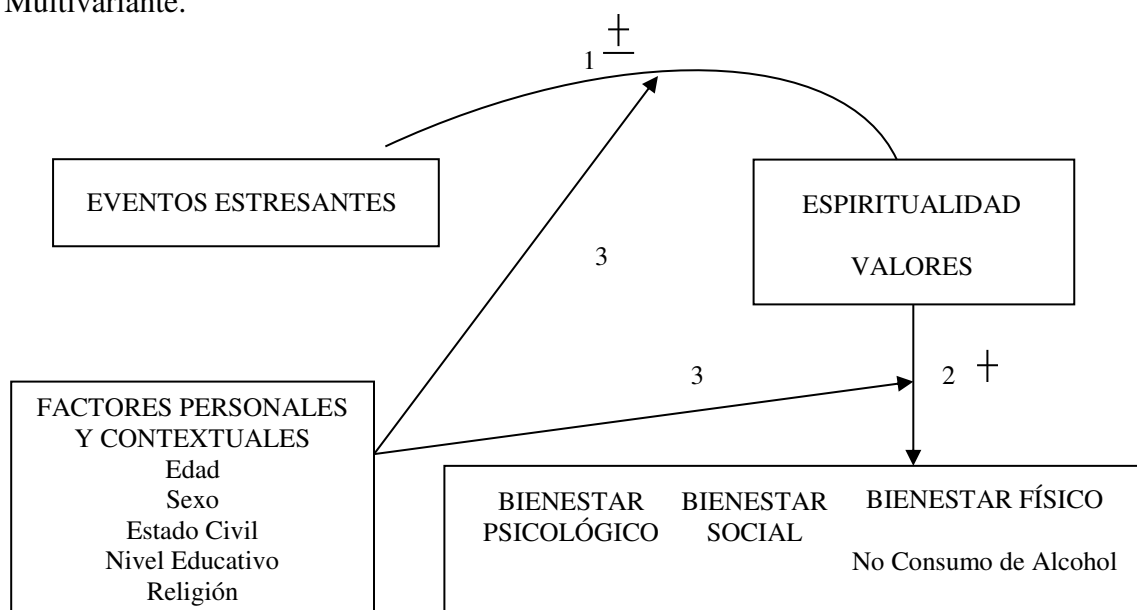 Multivariante.
1 ±
EVENTOS ESTRESANTES
ESPIRITUALIDAD
VALORES
3
3
2 +
FACTORES PERSONALES
Y CONTEXTUALES
Edad
Sexo
Estado Civil
Nivel Educativo
Religión
BIENESTAR
PSICOLÓGICO
BIENESTAR
SOCIAL
BIENESTAR FÍSICO
No Consumo de Alcohol